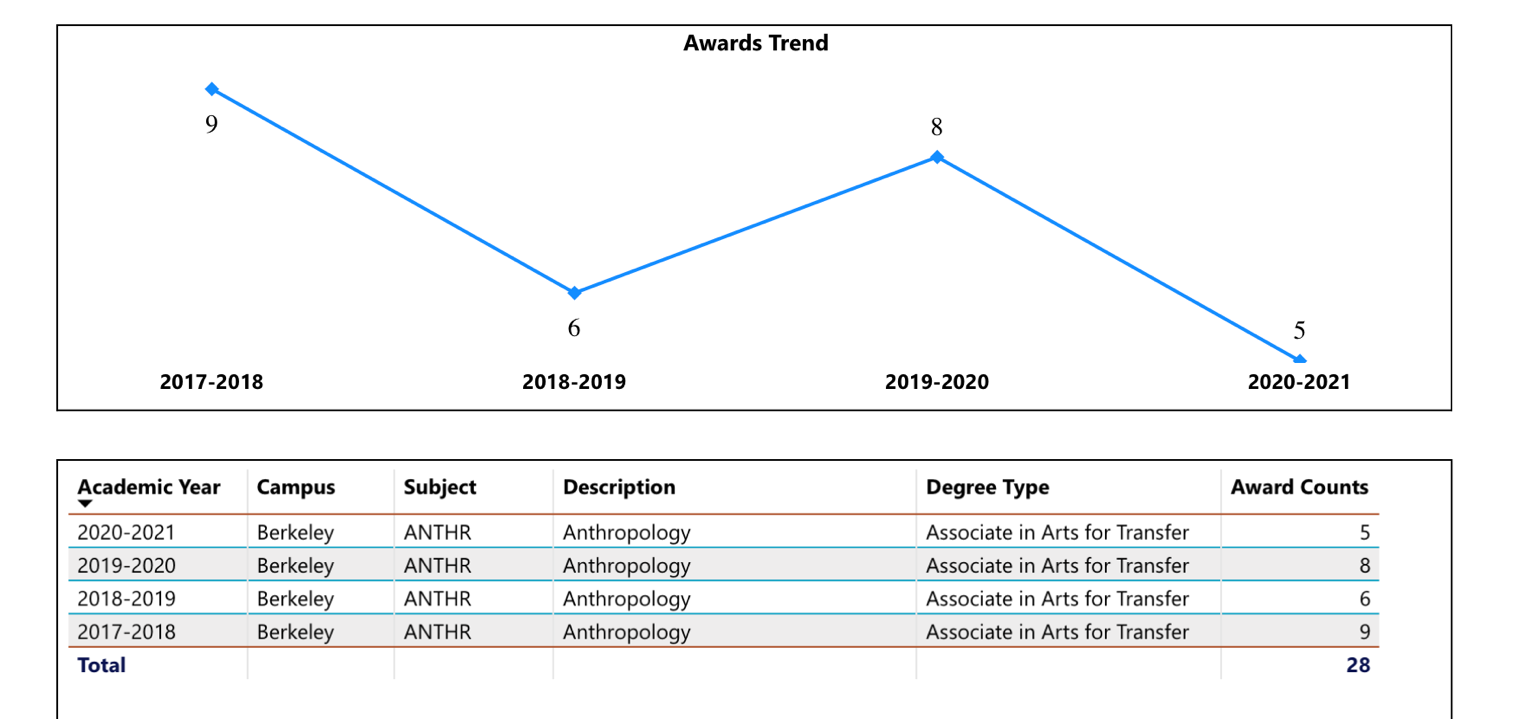 Awards Trend
9
8
6
5
2017-2018 2018-2019 2019-2020 2020-2021
Academic Year Campus Subject Description Degree Type Award Counts
2020-2021 Berkeley ANTHR Anthropology Associate in Arts for Transfer 5
2019-2020 Berkeley ANTHR Anthropology Associate in Arts for Transfer 8
2018-2019 Berkeley ANTHR Anthropology Associate in Arts for Transfer 6
2017-2018 Berkeley ANTHR Anthropology Associate in Arts for Transfer 9
Total 28